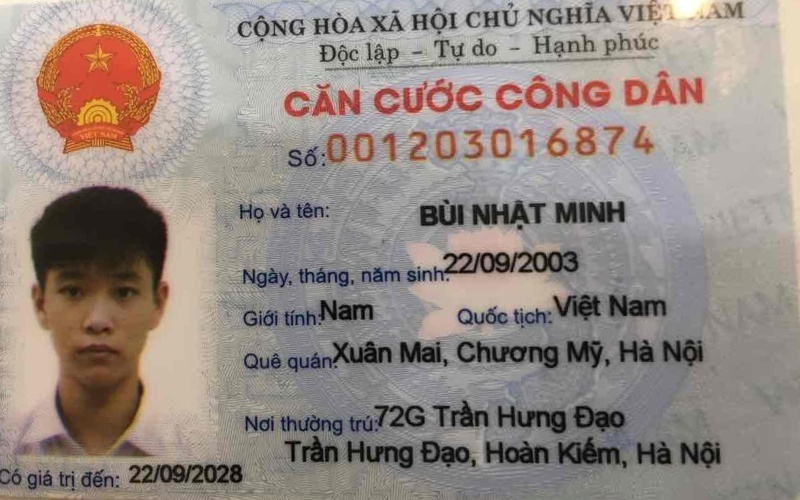 CỘNG HÒA XÃ HỘI CHỦ NGHĨA VIỆT NAM
Độc lập – Tự do – Hạnh phúc
CĂN CƯỚC CÔNG DÂN
Số: 001203016874
Họ và tên: BÙI NHẬT MINH
Ngày, tháng, năm sinh: 22/09/2003
Giới tính: Nam Quốc tịch: Việt Nam
Quê quán: Xuân Mai, Chương Mỹ, Hà Nội
Nơi thường trú: 72G Trần Hưng Đạo
Trần Hưng Đạo, Hoàn Kiếm, Hà Nội
Có giá trị đến: 22/09/2028
VIỆT NAM